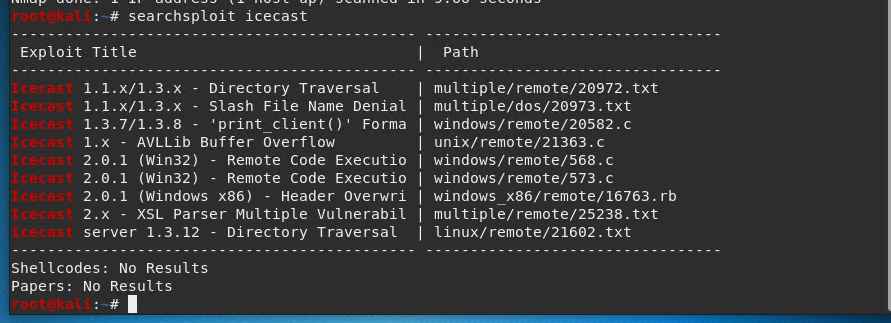 Nmap done: 1 IP address (1 host up) scanned in 9.60 seconds
root@kali:~# searchsploit icecast
--------------------------------------------- ---------------------------------
 Exploit Title                               |  Path
--------------------------------------------- ---------------------------------
Icecast 1.1.x/1.3.x - Directory Traversal    | multiple/remote/20972.txt
Icecast 1.1.x/1.3.x - Slash File Name Denial | multiple/dos/20973.txt
Icecast 1.3.7/1.3.8 - 'print_client()' Forma | windows/remote/20582.c
Icecast 1.x - AVLLib Buffer Overflow         | unix/remote/21363.c
Icecast 2.0.1 (Win32) - Remote Code Executio | windows/remote/568.c
Icecast 2.0.1 (Win32) - Remote Code Executio | windows/remote/573.c
Icecast 2.0.1 (Windows x86) - Header Overwri | windows_x86/remote/16763.rb
Icecast 2.x - XSL Parser Multiple Vulnerabil | multiple/remote/25238.txt
icecast server 1.3.12 - Directory Traversal  | linux/remote/21602.txt
--------------------------------------------- ---------------------------------
Shellcodes: No Results
Papers: No Results
root@kali:~#